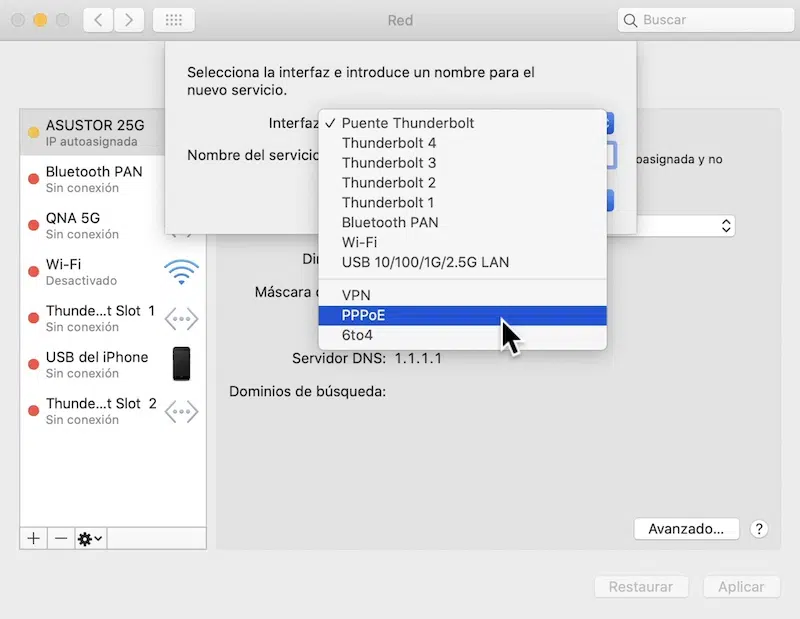 Red
Buscar
Selecciona la interfaz e introduce un nombre para el
nuevo servicio.
Interfaz
Nombre del servicio
✓ Puente Thunderbolt
Thunderbolt 4
Thunderbolt 3
Thunderbolt 2
Thunderbolt 1
Bluetooth PAN
Wi-Fi
USB 10/100/1G/2.5G LAN
VPN
PPPoE
6to4
ASUSTOR 25G
IP autoasignada
Bluetooth PAN
Sin conexión
QNA 5G
Sin conexión
Wi-Fi
Desactivado
Thunde...t Slot 1
Sin conexión
USB del iPhone
Sin conexión
Thunde...t Slot 2
Sin conexión
oasignada y no
Di
Máscara
Servidor DNS: 1.1.1.1
Dominios de búsqueda:
Avanzado...
?
Restaurar
Aplicar